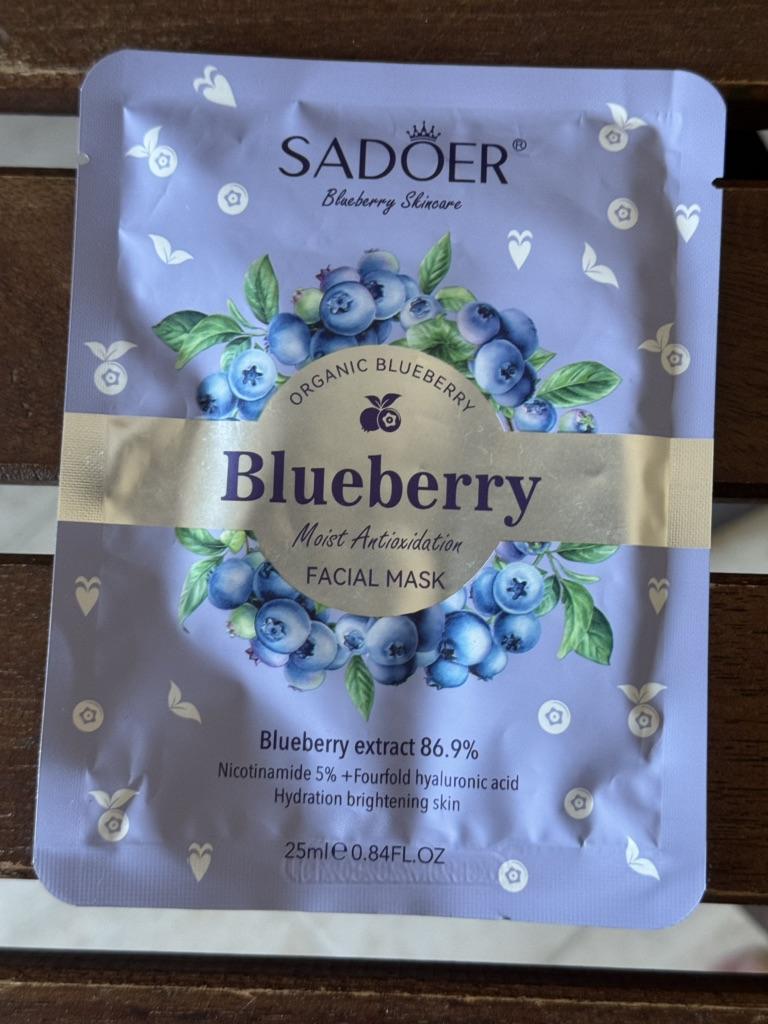 SADOER®
Blueberry Skincare
ORGANIC BLUEBERRY
Blueberry
Moist Antioxidation
FACIAL MASK
Blueberry extract 86.9%
Nicotinamide 5% +Fourfold hyaluronic acid
Hydration brightening skin
25ml℮0.84FL.OZ